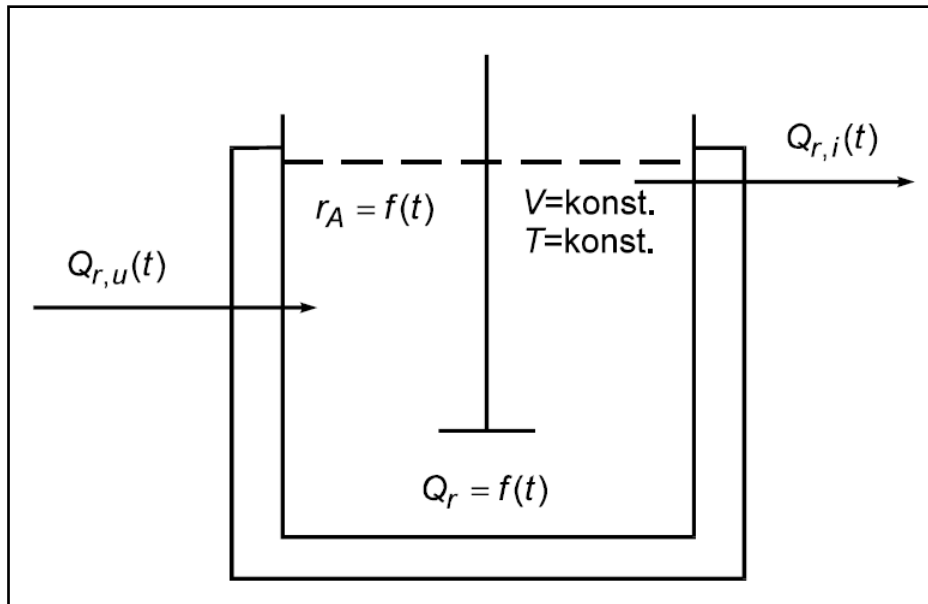 Q_{r,i}(t)
r_A = f(t)
V=konst.
T=konst.
Q_{r,u}(t)
Q_r = f(t)